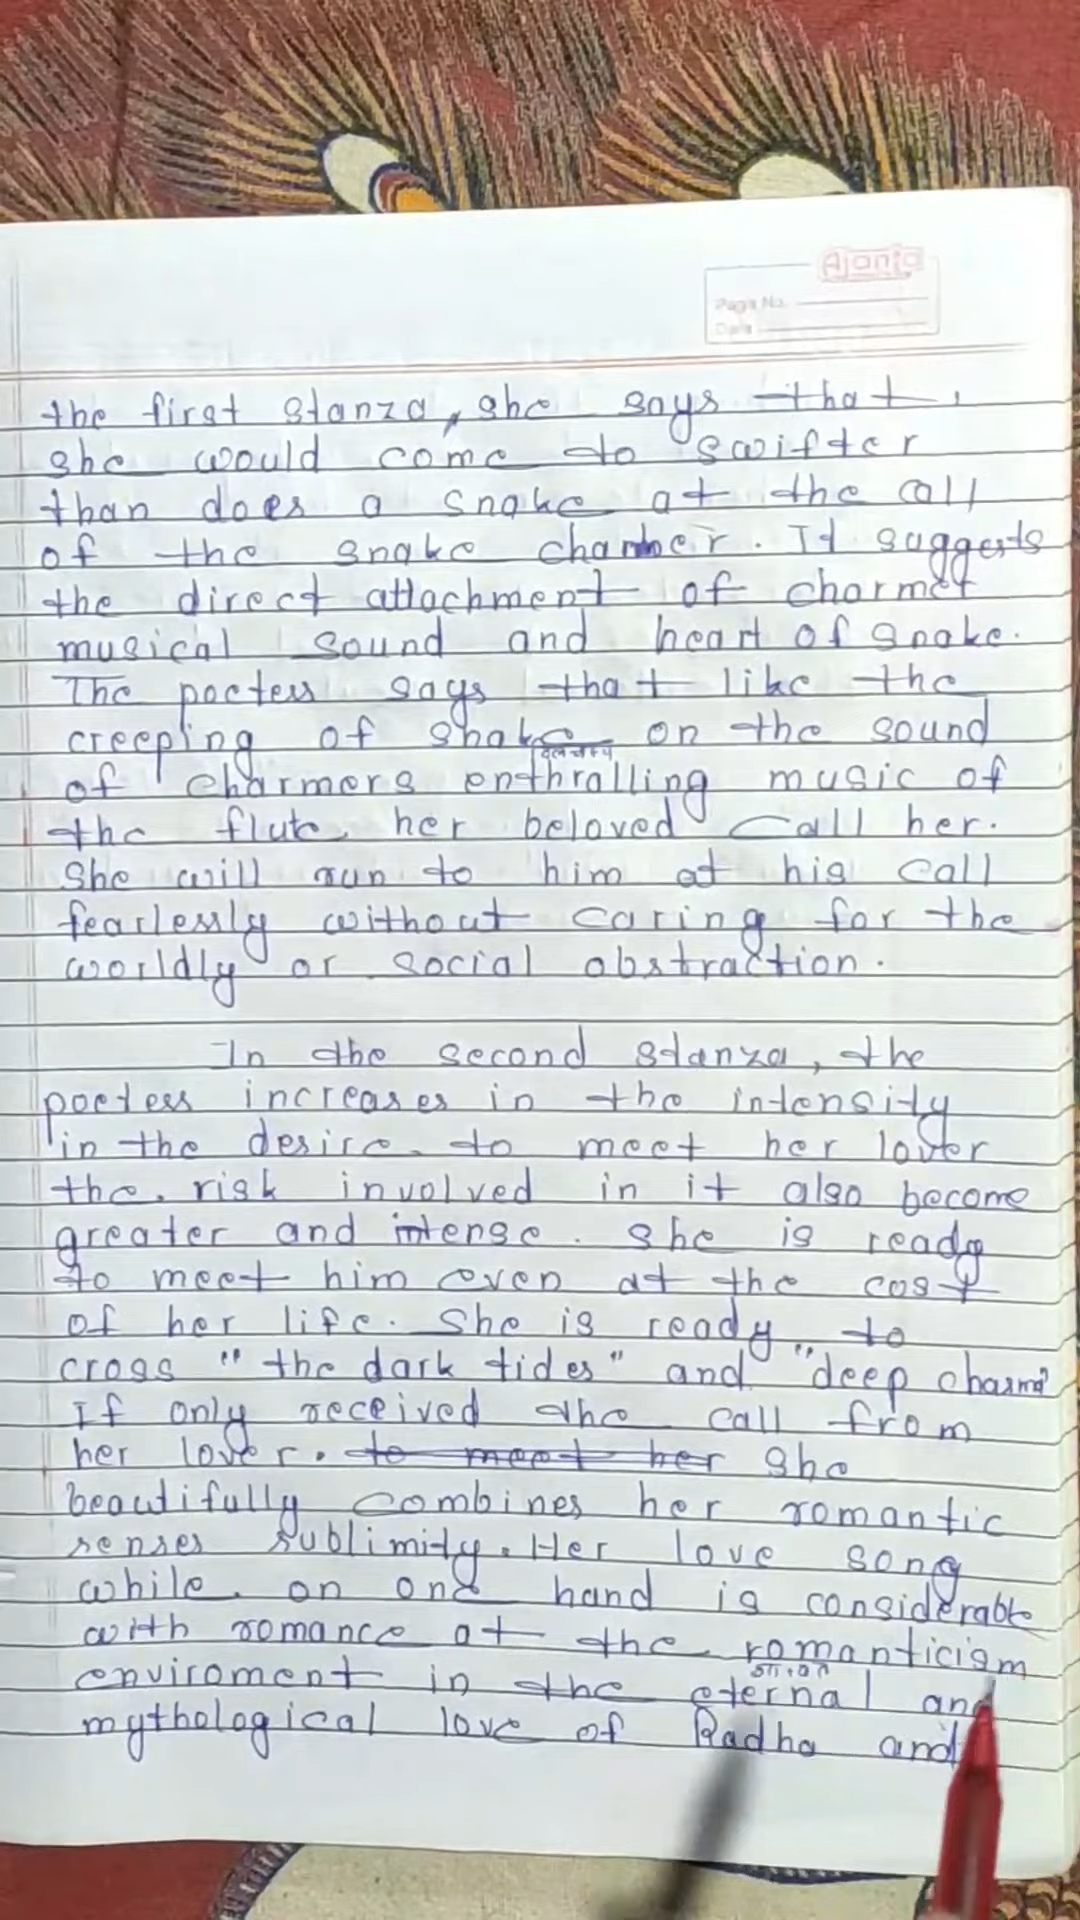 Ajanta
Page No.
Date
the first stanza, she says that,
she would come to swifter
than does a snake at the call
of the snake chamber. It suggests
the direct attachment of charmer
musical sound and heart of snake.
The poetess says that like the
creeping of snake on the sound
दिलचस्प
of charmers enthralling music of
the flute, her beloved call her.
She will run to him at his call
fearlessly without caring for the
worldly or social abstraction.
In the second stanza, the
poetess increases in the intensity
in the desire to meet her lover
the risk involved in it also become
greater and intense. She is ready
to meet him even at the cost
of her life. She is ready to
cross "the dark tides" and "deep
If only received the call from
her lover. to meet her She
beautifully combines her romantic
senses sublimity. Her love song
while on one hand is considerable
with romance at the romanticism
enviroment in the eternal and
mythological love of Radha and